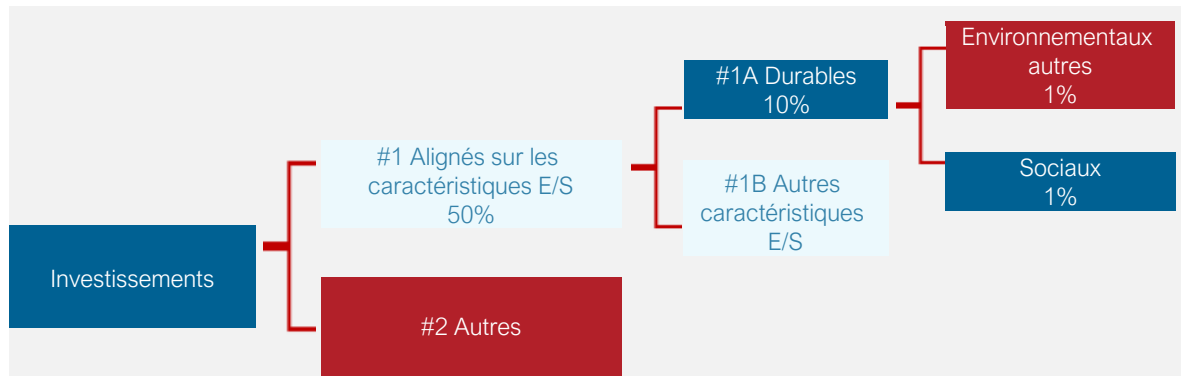 Investissements
#1 Alignés sur les
caractéristiques E/S
50%
#2 Autres
#1A Durables
10%
#1B Autres
caractéristiques
E/S
Environnementaux
autres
1%
Sociaux
1%